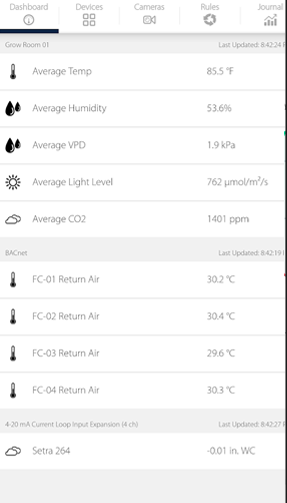 Dashboard Devices Cameras Rules Journal
Grow Room 01 Last Updated: 8:42:24
Average Temp 85.5 °F
Average Humidity 53.6%
Average VPD 1.9 kPa
Average Light Level 762 µmol/m²/s
Average CO2 1401 ppm
BACnet Last Updated: 8:42:19
FC-01 Return Air 30.2 °C
FC-02 Return Air 30.4 °C
FC-03 Return Air 29.6 °C
FC-04 Return Air 30.3 °C
4-20 mA Current Loop Input Expansion (4 ch) Last Updated: 8:42:27
Setra 264 -0.01 in. WC